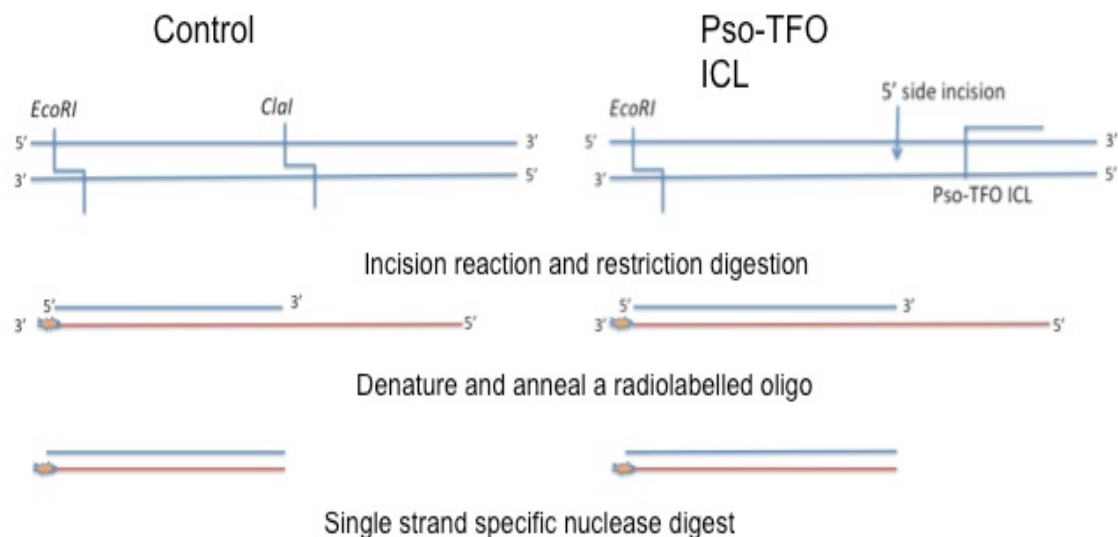 Control
Pso-TFO
ICL
EcoRI
ClaI
5'
3'
3'
5'
EcoRI
5' side incision
5'
3'
3'
5'
Pso-TFO ICL
Incision reaction and restriction digestion
5'
3'
3'
5'
5'
3'
3'
5'
Denature and anneal a radiolabelled oligo
Single strand specific nuclease digest